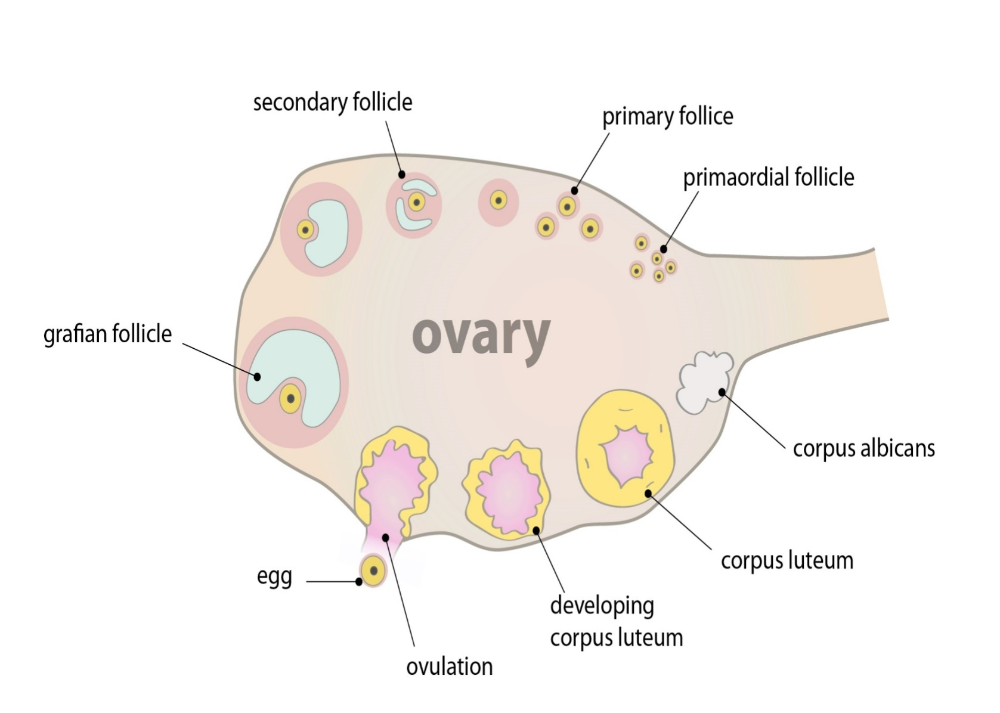 secondary follicle
primary follice
primaordial follicle
grafian follicle
ovary
corpus albicans
corpus luteum
egg
developing
corpus luteum
ovulation